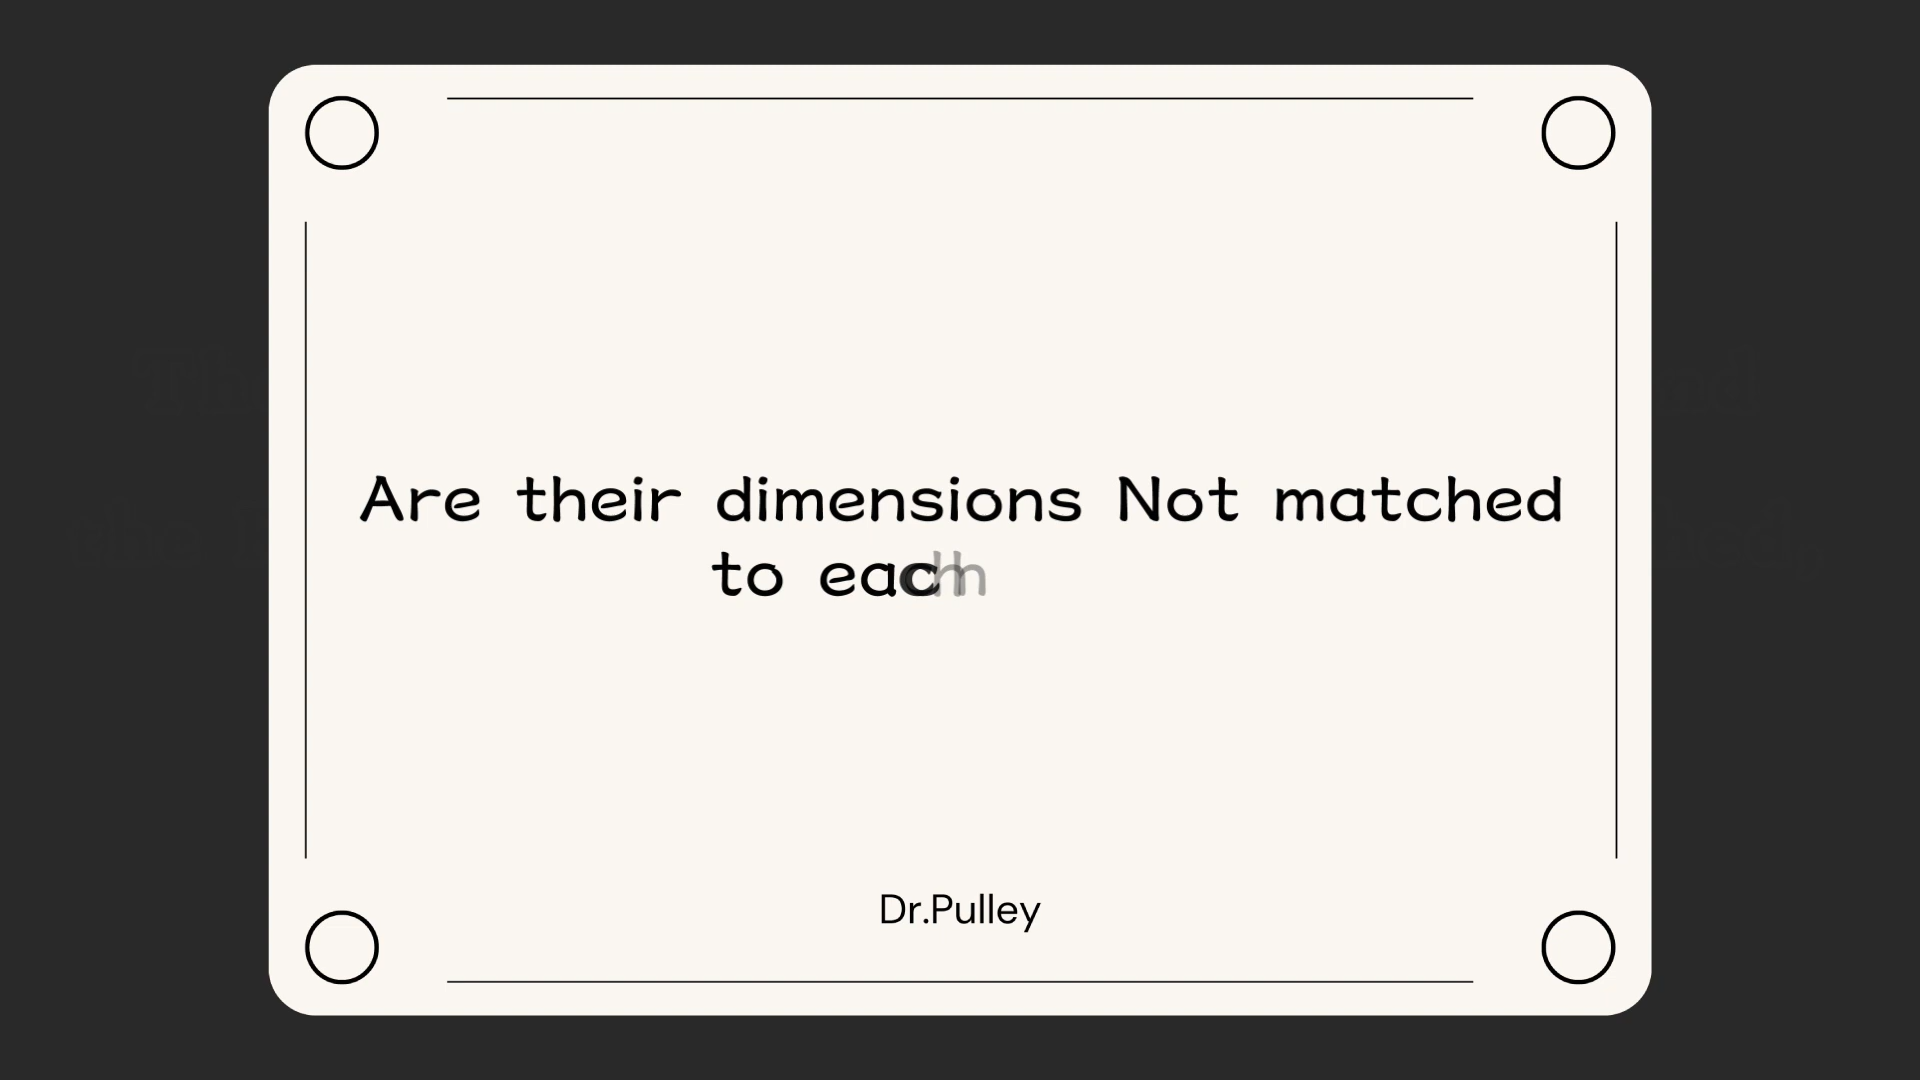 Are their dimensions Not matched
to each
Dr.Pulley